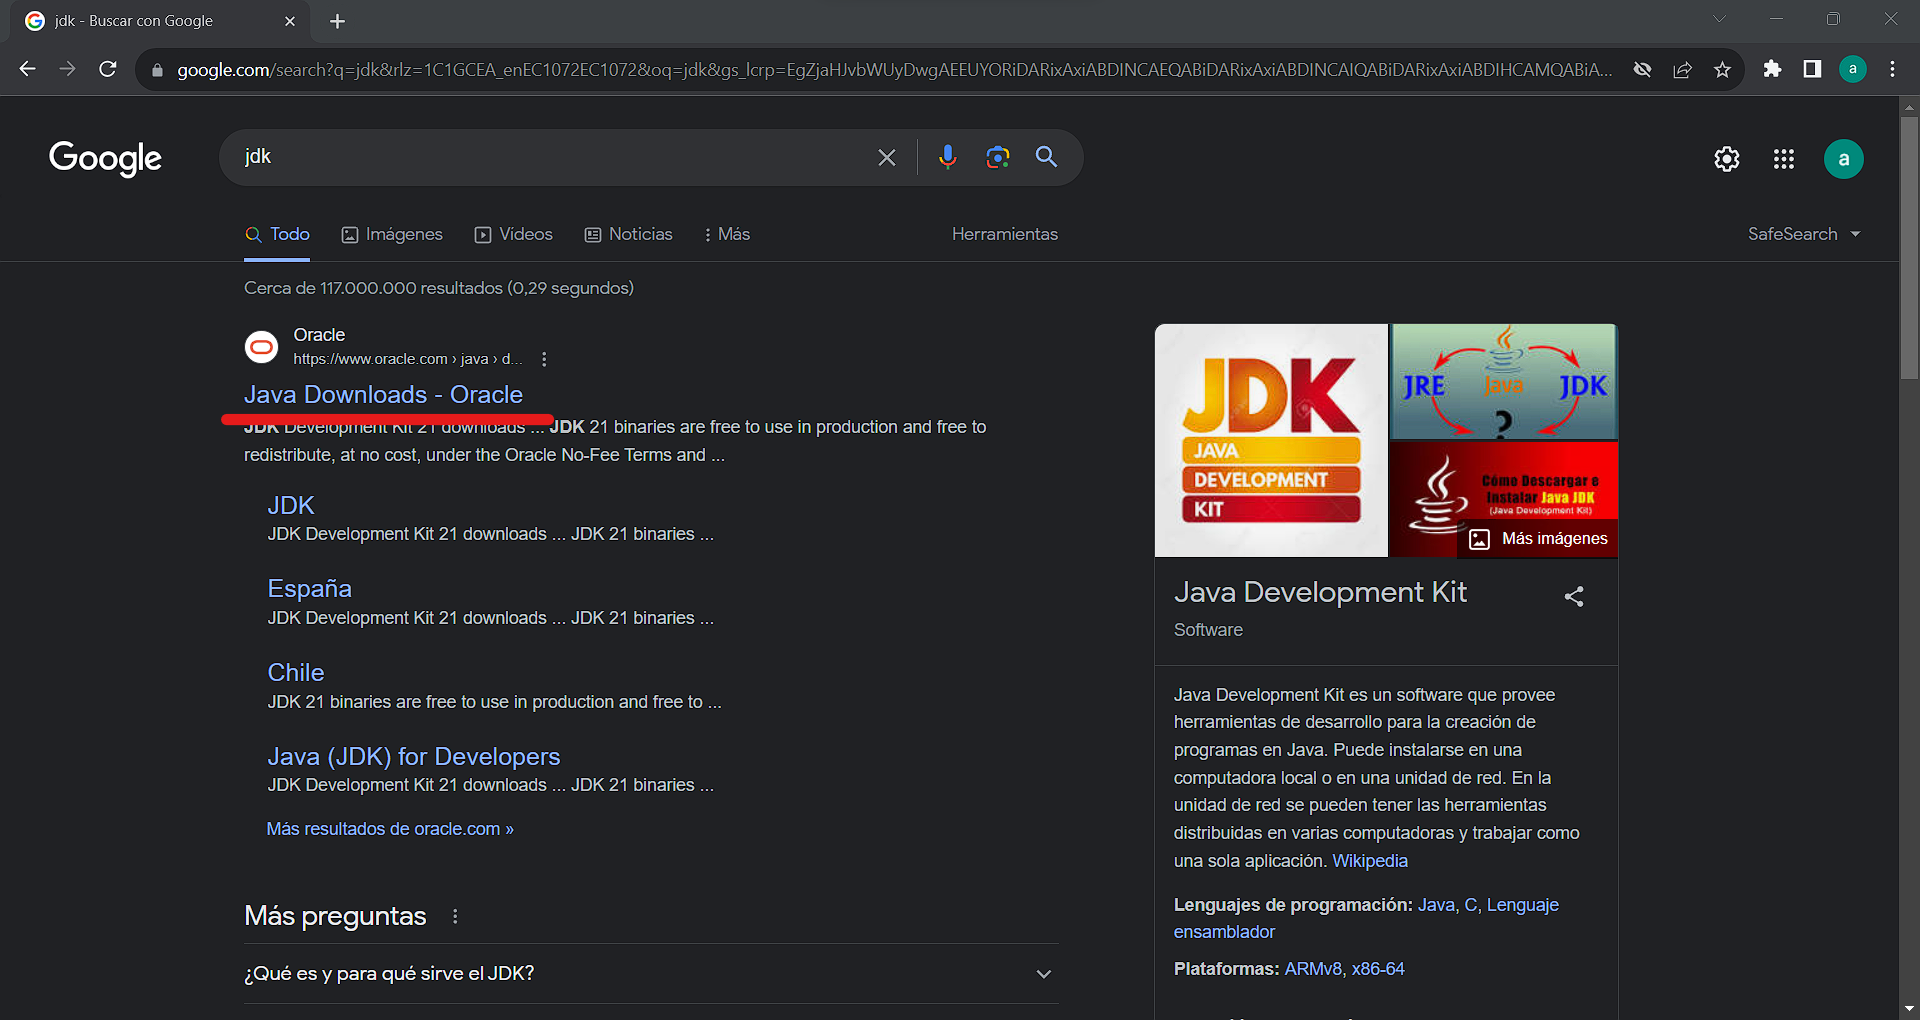 jdk - Buscar con Google
google.com/search?q=jdk&rlz=1C1GCEA_enEC1072EC1072&oq=jdk&gs_lcrp=EgZjaHJvbWUyDwgAEEUYORiDARixAxiABDINCAEQABiDARixAxiABDINCAIQABiDARixAxiABDIHCAMQABiA...
a
Google
jdk
a
Todo
Imágenes
Videos
Noticias
Más
Herramientas
SafeSearch
Cerca de 117.000.000 resultados (0,29 segundos)
Oracle
https://www.oracle.com › java › d...
Java Downloads - Oracle
JDK Development Kit 21 downloads ... JDK 21 binaries are free to use in production and free to
redistribute, at no cost, under the Oracle No-Fee Terms and ...
JDK
JDK Development Kit 21 downloads ... JDK 21 binaries ...
España
JDK Development Kit 21 downloads ... JDK 21 binaries ...
Chile
JDK 21 binaries are free to use in production and free to ...
Java (JDK) for Developers
JDK Development Kit 21 downloads ... JDK 21 binaries ...
Más resultados de oracle.com »
Más preguntas
¿Qué es y para qué sirve el JDK?
JDK
JAVA
DEVELOPMENT
KIT
JRE
Java
JDK
?
Cómo Descargar e
Instalar Java JDK
(Java Development Kit)
Más imágenes
Java Development Kit
Software
Java Development Kit es un software que provee
herramientas de desarrollo para la creación de
programas en Java. Puede instalarse en una
computadora local o en una unidad de red. En la
unidad de red se pueden tener las herramientas
distribuidas en varias computadoras y trabajar como
una sola aplicación. Wikipedia
Lenguajes de programación: Java, C, Lenguaje
ensamblador
Plataformas: ARMv8, x86-64